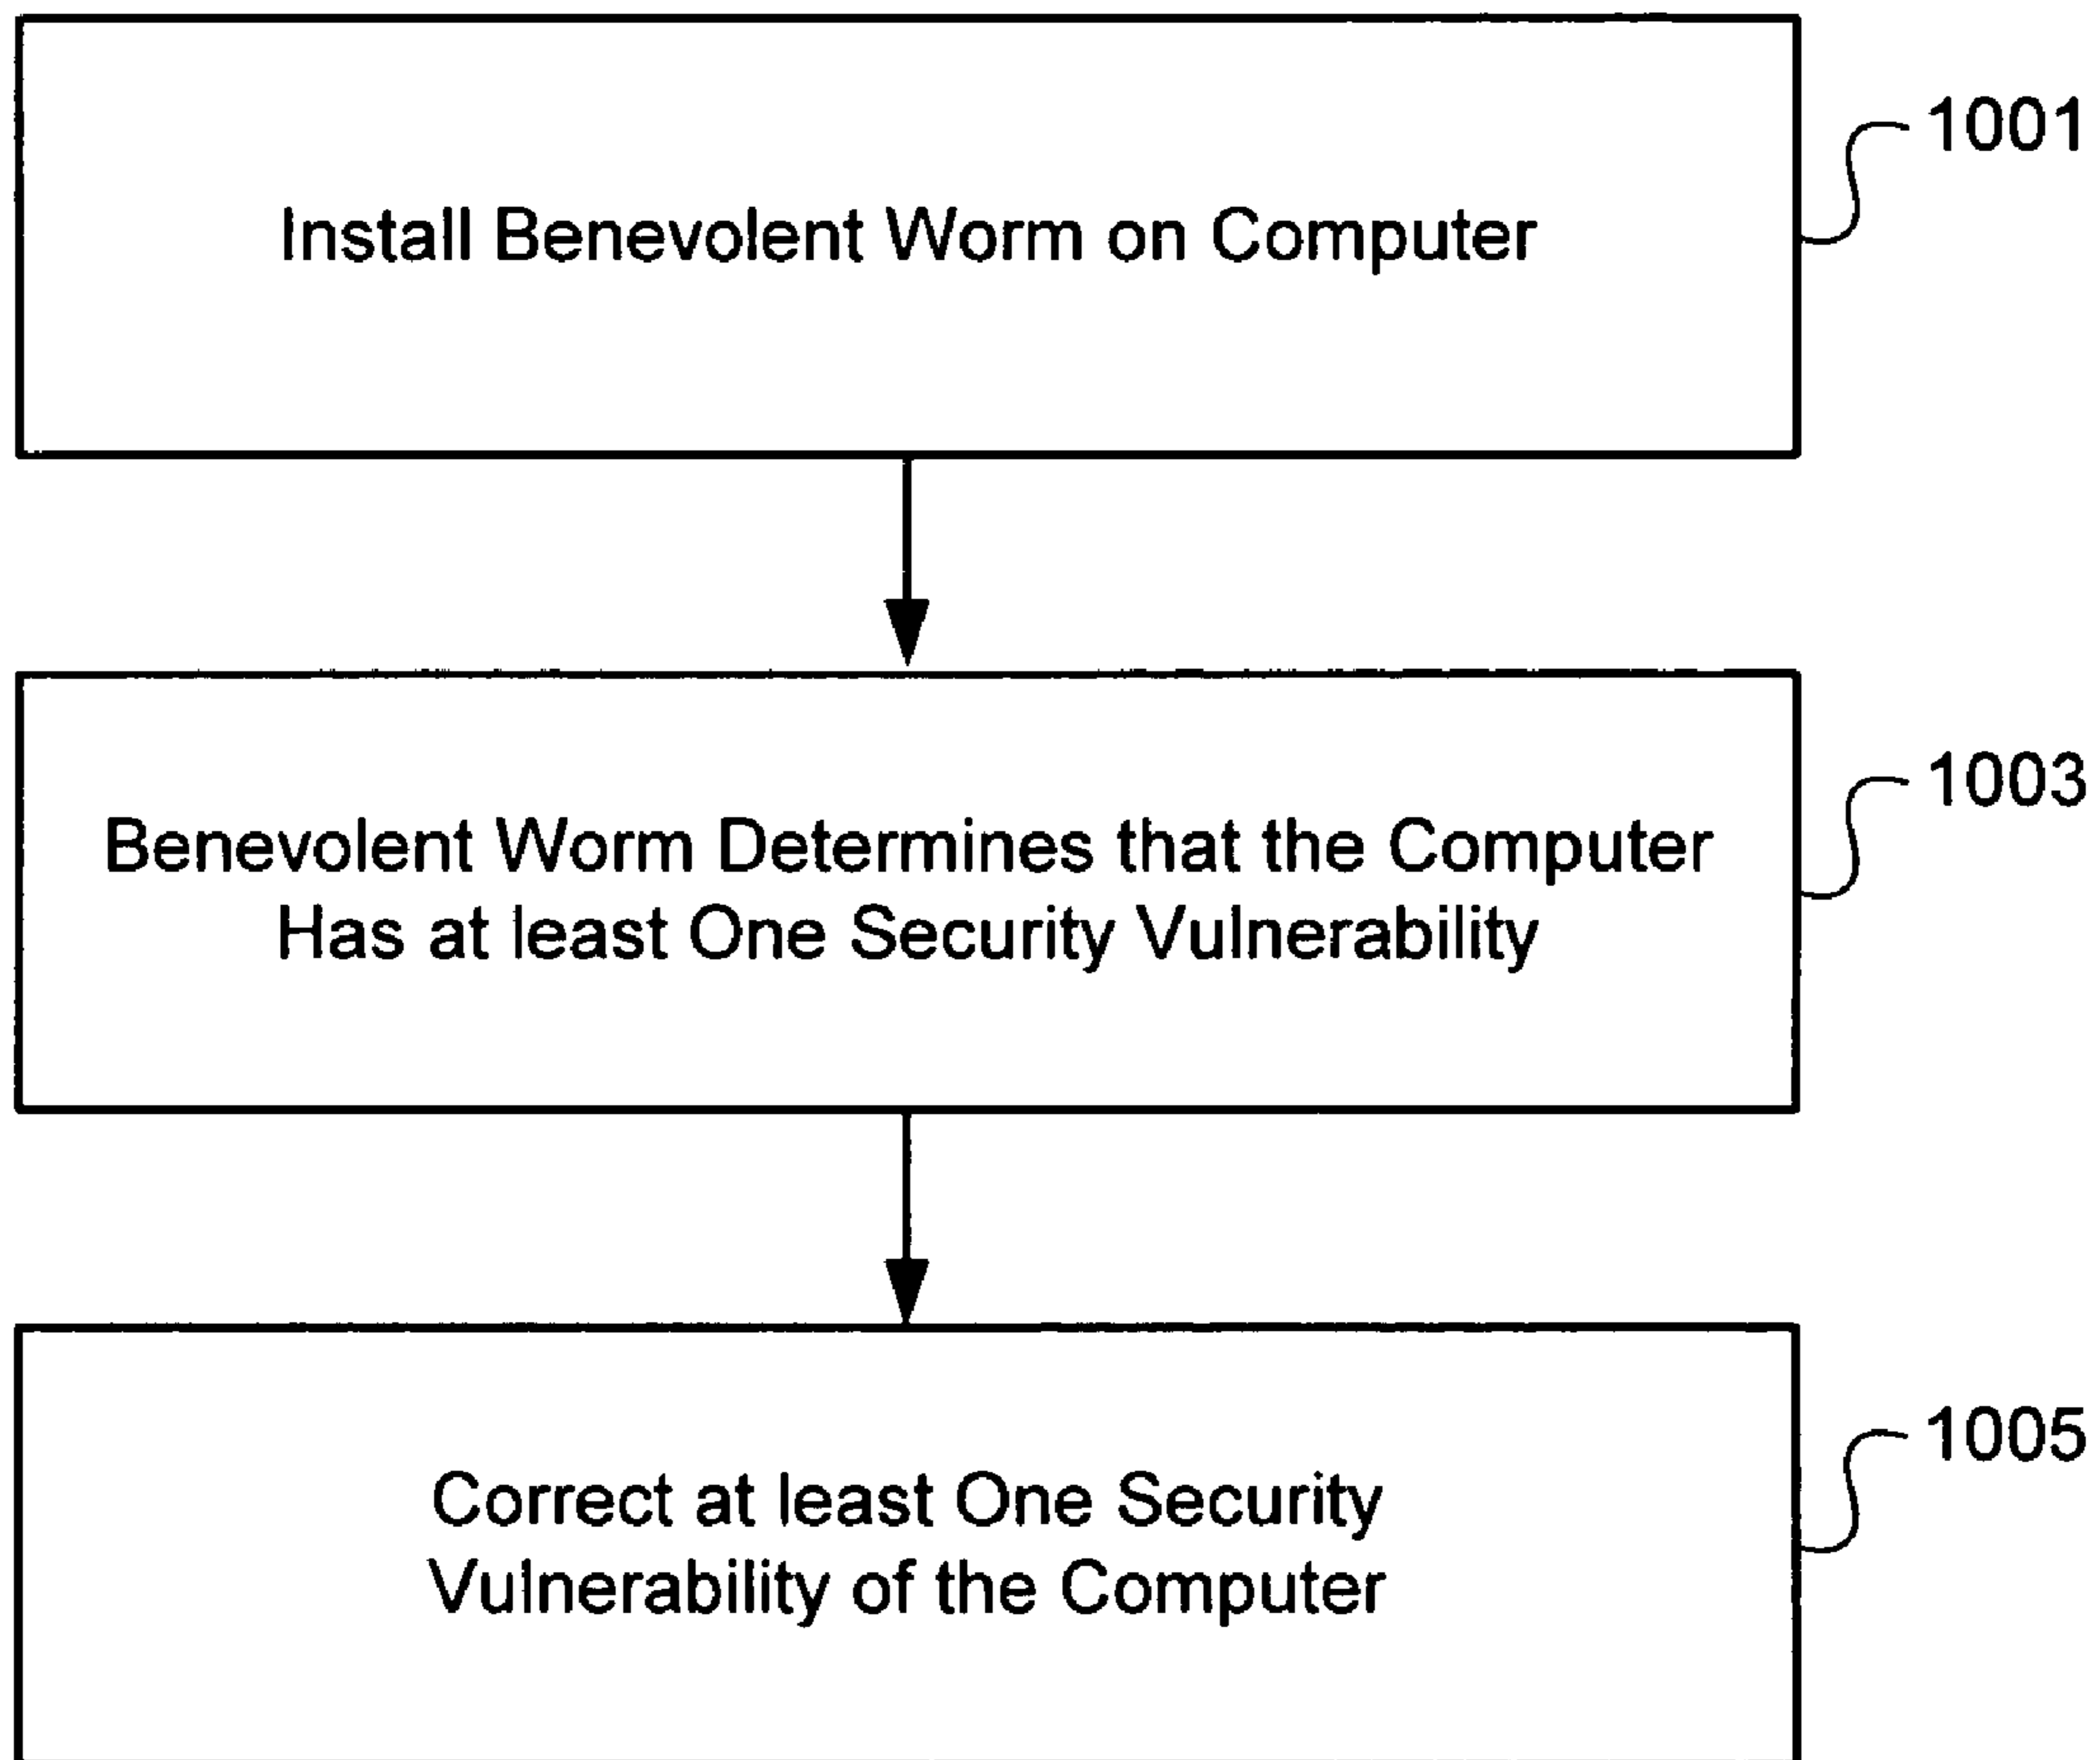 Install Benevolent Worm on Computer
1001
Benevolent Worm Determines that the Computer
Has at least One Security Vulnerability
1003
Correct at least One Security
Vulnerability of the Computer
1005